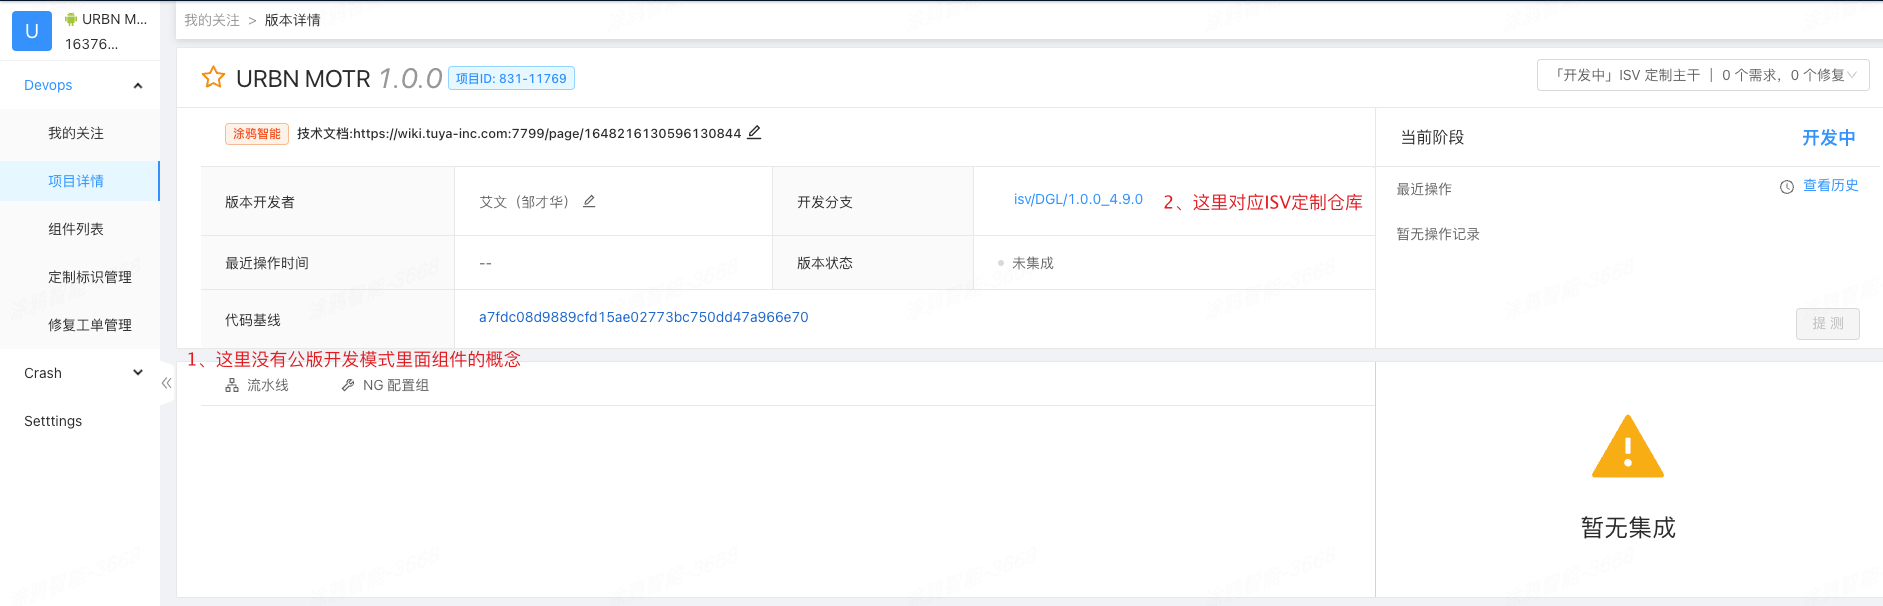 U
URBN M...
16376...
Devops
我的关注
项目详情
组件列表
定制标识管理
修复工单管理
Crash
Setttings
我的关注 > 版本详情
URBN MOTR 1.0.0 项目ID: 831-11769
「开发中」ISV 定制主干 | 0 个需求，0 个修复
涂鸦智能 技术文档:https://wiki.tuya-inc.com:7799/page/1648216130596130844
版本开发者 艾文（邹才华） 开发分支 isv/DGL/1.0.0_4.9.0 2、这里对应ISV定制仓库
最近操作时间 -- 版本状态 未集成
代码基线 a7fdc08d9889cfd15ae02773bc750dd47a966e70
1、这里没有公版开发模式里面组件的概念
流水线 NG 配置组
当前阶段 开发中
最近操作 查看历史
暂无操作记录
提 测
暂无集成
涂鸦智能-3668